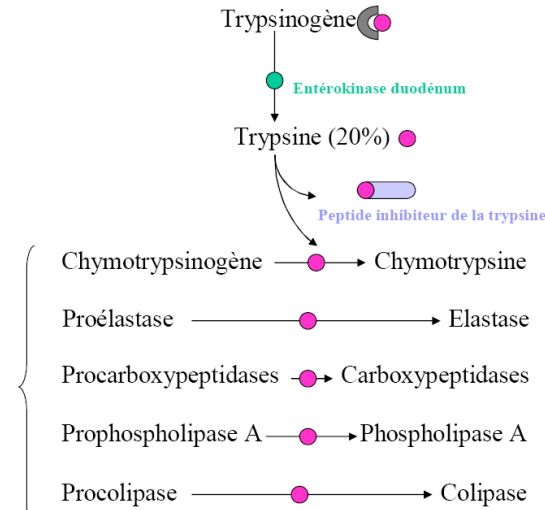 Trypsinogène
Entérokinase duodénum
Trypsine (20%)
Peptide inhibiteur de la trypsine
Chymotrypsinogène Chymotrypsine
Proélastase Elastase
Procarboxypeptidases Carboxypeptidases
Prophospholipase A Phospholipase A
Procolipase Colipase